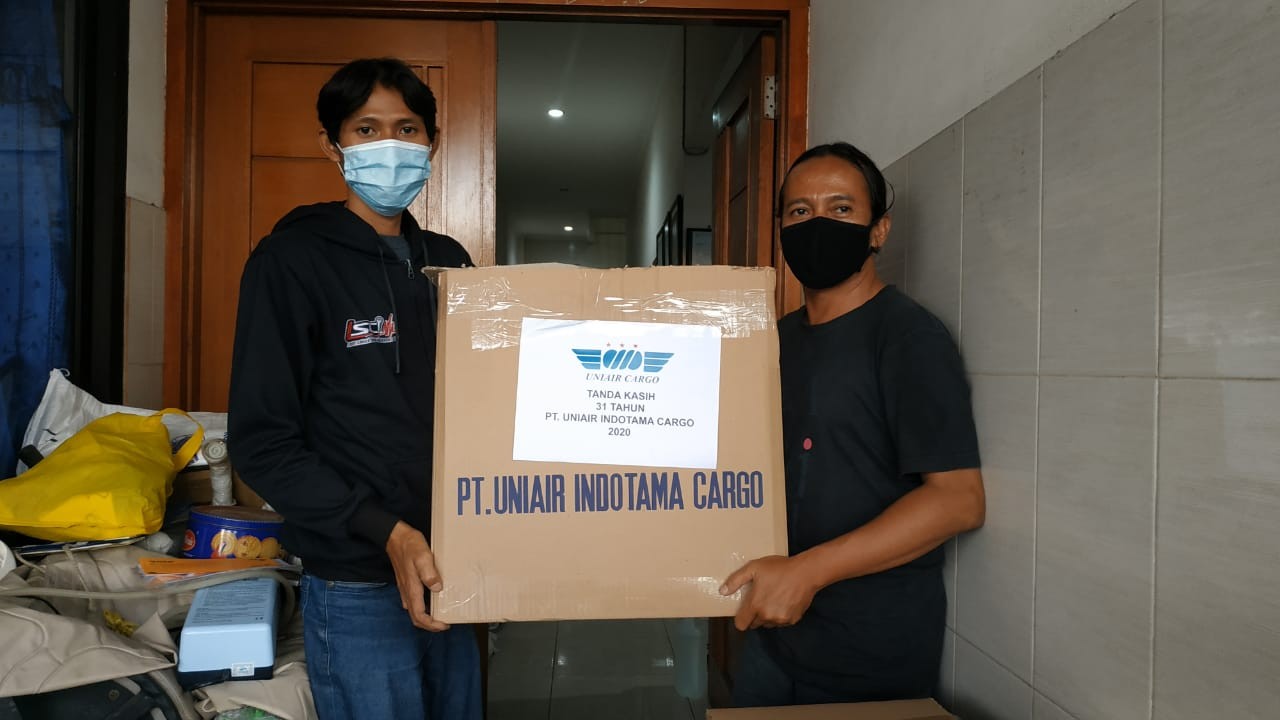 UNIAIR CARGO
TANDA KASIH
31 TAHUN
PT. UNIAIR INDOTAMA CARGO
2020
PT.UNIAIR INDOTAMA CARGO